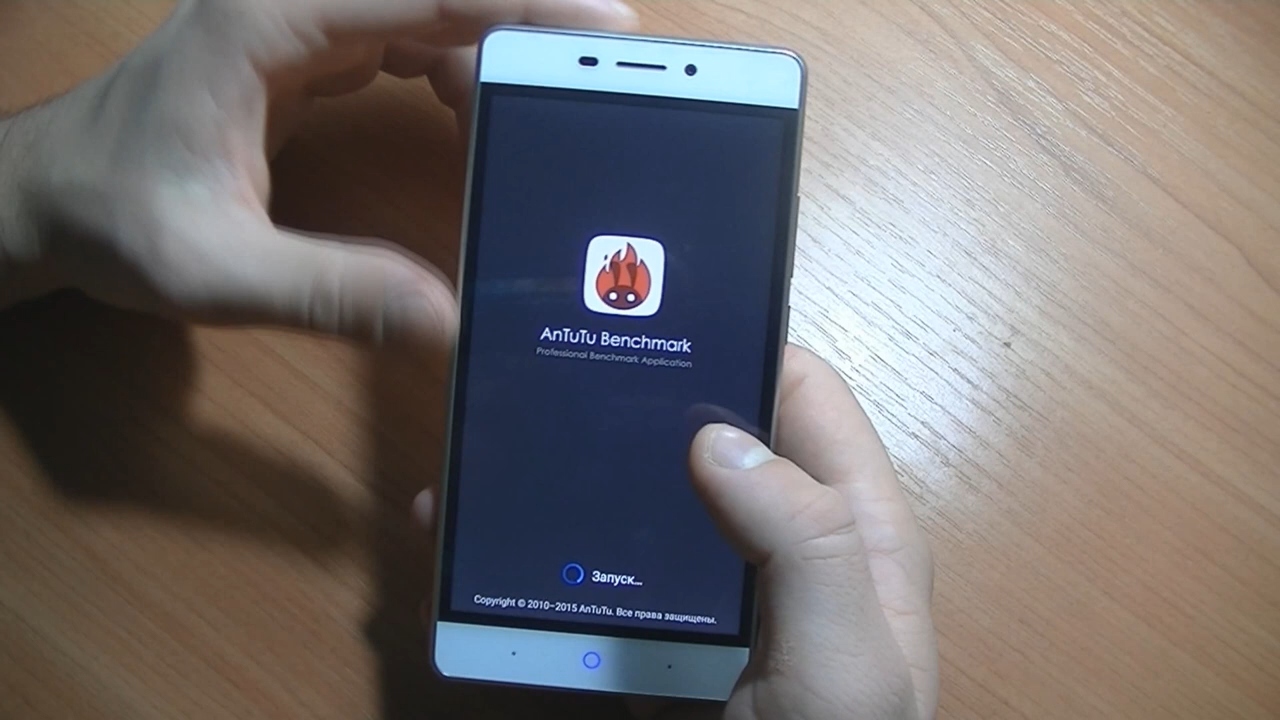 AnTuTu Benchmark
Professional Benchmark Application
Запуск...
Copyright © 2010-2015 AnTuTu. Все права защищены.